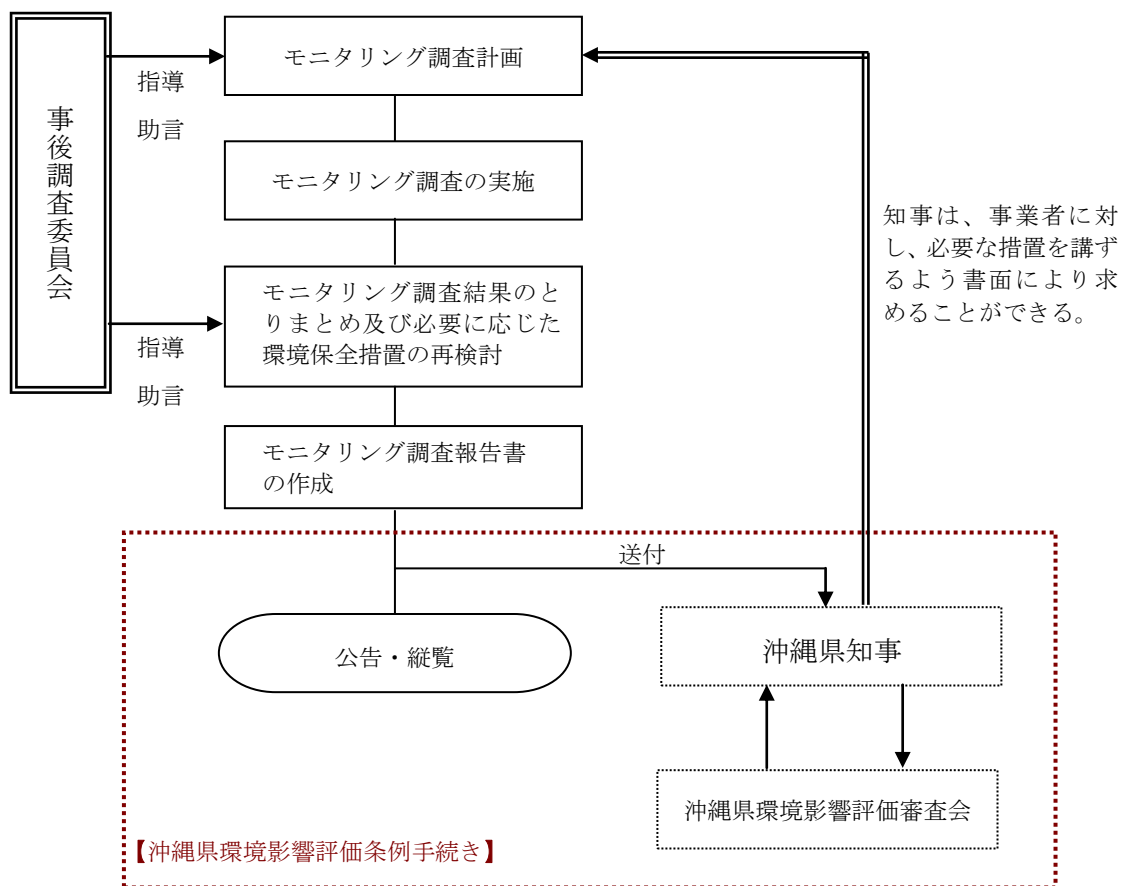 モニタリング調査計画
指導
助言
事後調査委員会
モニタリング調査の実施
知事は、事業者に対
し、必要な措置を講ず
るよう書面により求
めることができる。
モニタリング調査結果のと
りまとめ及び必要に応じた
環境保全措置の再検討
指導
助言
モニタリング調査報告書
の作成
送付
公告・縦覧
沖縄県知事
沖縄県環境影響評価審査会
【沖縄県環境影響評価条例手続き】